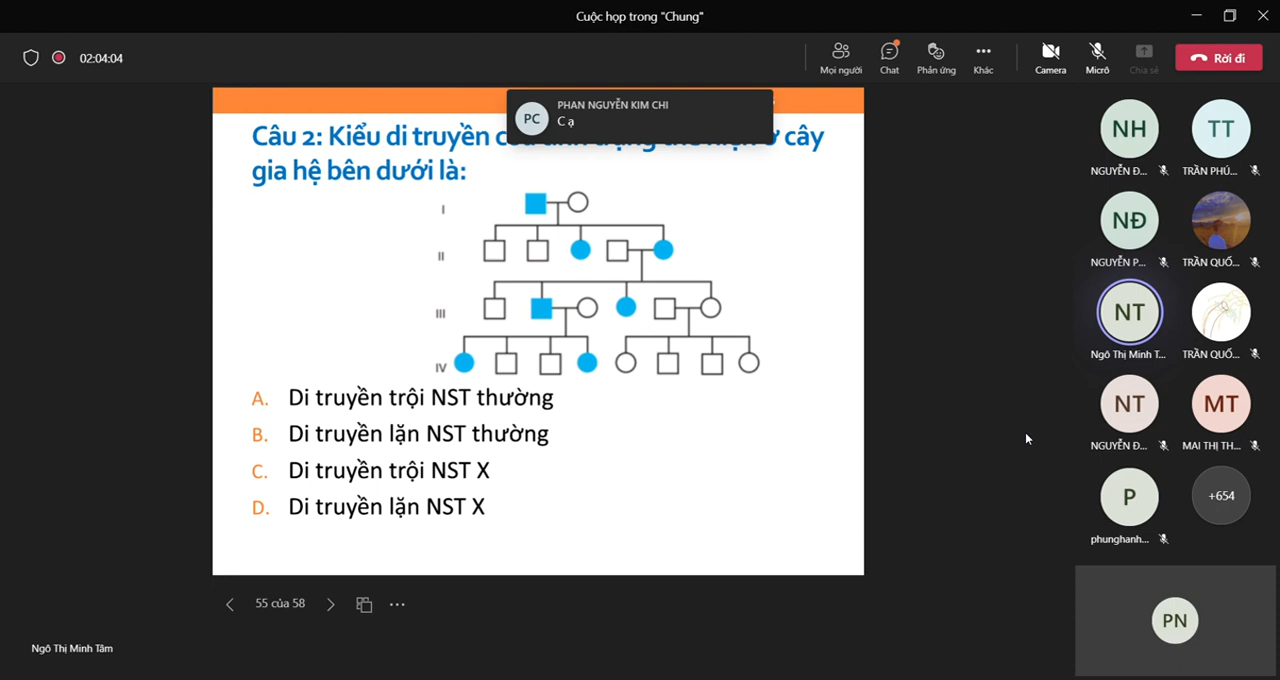 Cuộc họp trong "Chung"
02:04:04
Mọi người
Chat
Phản ứng
Khác
Camera
Micrô
Chia sẻ
Rời đi
PC
PHAN NGUYỄN KIM CHI
C ạ
Câu 2: Kiểu di truyền cây
gia hệ bên dưới là:
I
II
III
IV
A. Di truyền trội NST thường
B. Di truyền lặn NST thường
C. Di truyền trội NST X
D. Di truyền lặn NST X
55 của 58
Ngô Thị Minh Tâm
NH
NGUYỄN Đ...
TT
TRẦN PHÚ...
NĐ
NGUYỄN P...
TRẦN QUỐ...
NT
Ngô Thị Minh T...
TRẦN QUỐ...
NT
NGUYỄN Đ...
MT
MAI THỊ TH...
P
phunghanh...
+654
PN